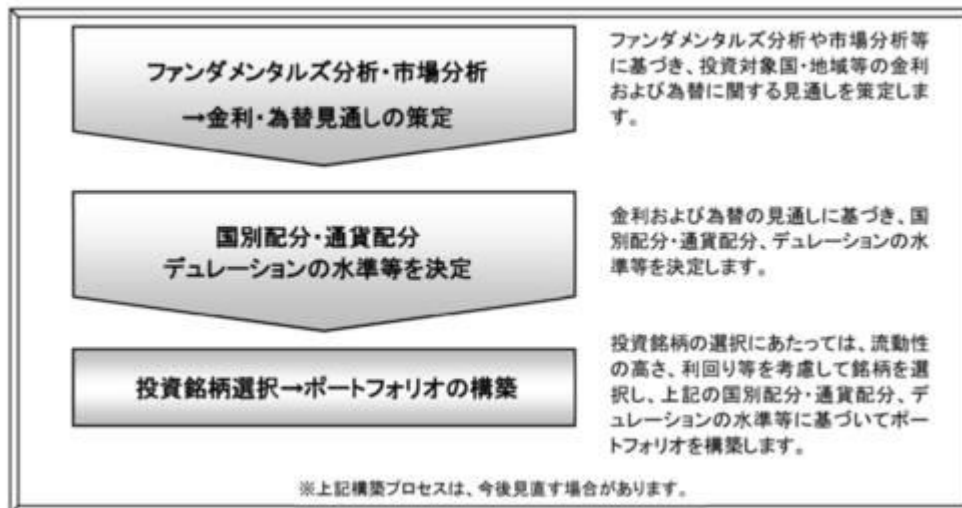 ファンダメンタルズ分析・市場分析
→金利・為替見通しの策定
ファンダメンタルズ分析や市場分析等
に基づき、投資対象国・地域等の金利
および為替に関する見通しを策定しま
す。
国別配分・通貨配分
デュレーションの水準等を決定
金利および為替の見通しに基づき、国
別配分・通貨配分、デュレーションの水
準等を決定します。
投資銘柄選択→ポートフォリオの構築
投資銘柄の選択にあたっては、流動性
の高さ、利回り等を考慮して銘柄を選
択し、上記の国別配分・通貨配分、デ
ュレーションの水準等に基づいてポー
トフォリオを構築します。
※上記構築プロセスは、今後見直す場合があります。